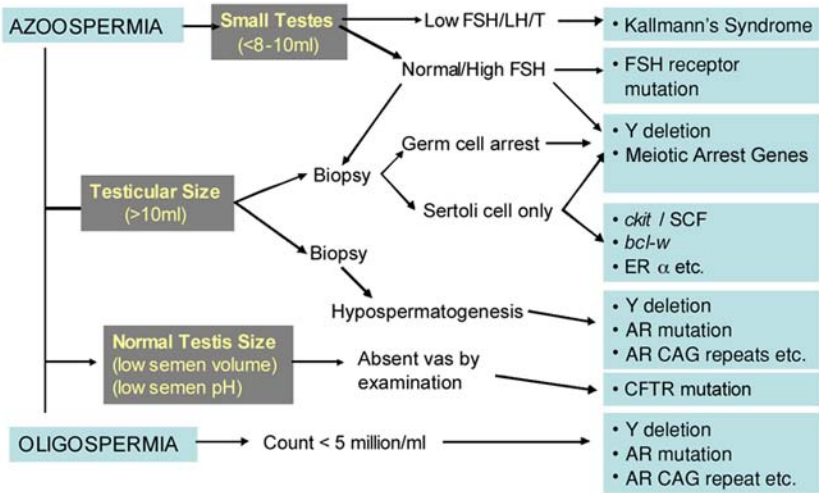 AZOOSPERMIA
Small Testes
(<8-10ml)
Low FSH/LH/T
• Kallmann's Syndrome
Normal/High FSH
• FSH receptor
mutation
Germ cell arrest
• Y deletion
• Meiotic Arrest Genes
Testicular Size
(>10ml)
Biopsy
Sertoli cell only
• ckit / SCF
• bcl-w
• ER α etc.
Biopsy
Hypospermatogenesis
• Y deletion
• AR mutation
• AR CAG repeats etc.
Normal Testis Size
(low semen volume)
(low semen pH)
Absent vas by
examination
• CFTR mutation
OLIGOSPERMIA
Count < 5 million/ml
• Y deletion
• AR mutation
• AR CAG repeat etc.